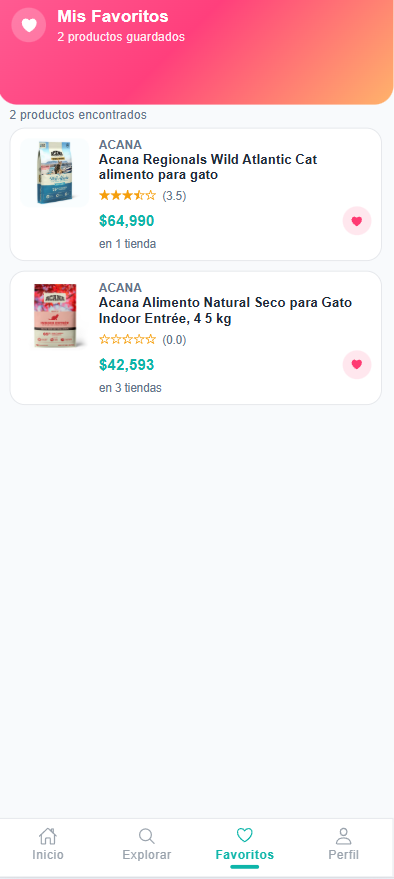 Mis Favoritos
2 productos guardados
2 productos encontrados
ACANA
Acana Regionals Wild Atlantic Cat
alimento para gato
★★★⯪☆ (3.5)
$64,990
en 1 tienda
ACANA
ACANA
Acana Alimento Natural Seco para Gato
Indoor Entrée, 4 5 kg
☆☆☆☆☆ (0.0)
$42,593
en 3 tiendas
ACANA
Inicio
Explorar
Favoritos
Perfil